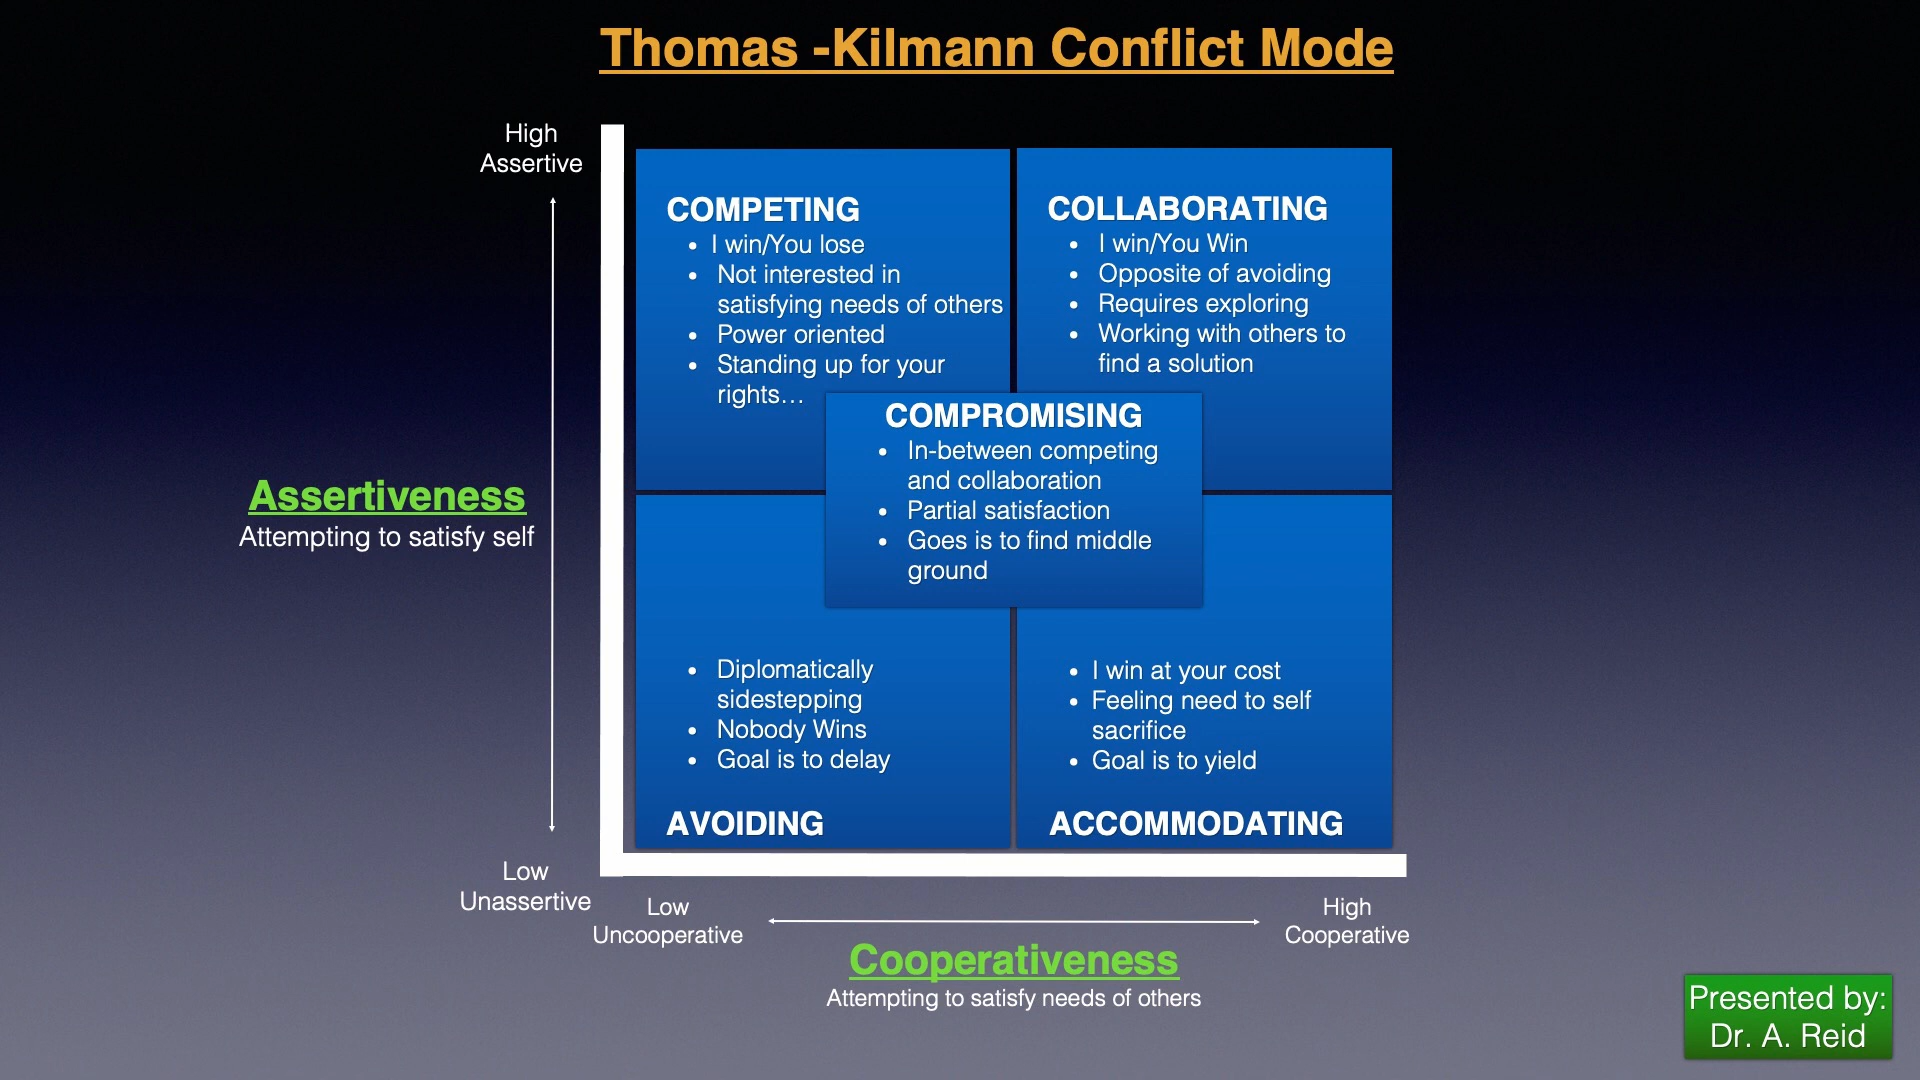 Thomas -Kilmann Conflict Mode
High
Assertive
COMPETING
• I win/You lose
• Not interested in
satisfying needs of others
• Power oriented
• Standing up for your
rights…
COLLABORATING
• I win/You Win
• Opposite of avoiding
• Requires exploring
• Working with others to
find a solution
COMPROMISING
• In-between competing
and collaboration
• Partial satisfaction
• Goes is to find middle
ground
Assertiveness
Attempting to satisfy self
• Diplomatically
sidestepping
• Nobody Wins
• Goal is to delay
AVOIDING
• I win at your cost
• Feeling need to self
sacrifice
• Goal is to yield
ACCOMMODATING
Low
Unassertive
Low
Uncooperative
High
Cooperative
Cooperativeness
Attempting to satisfy needs of others
Presented by:
Dr. A. Reid